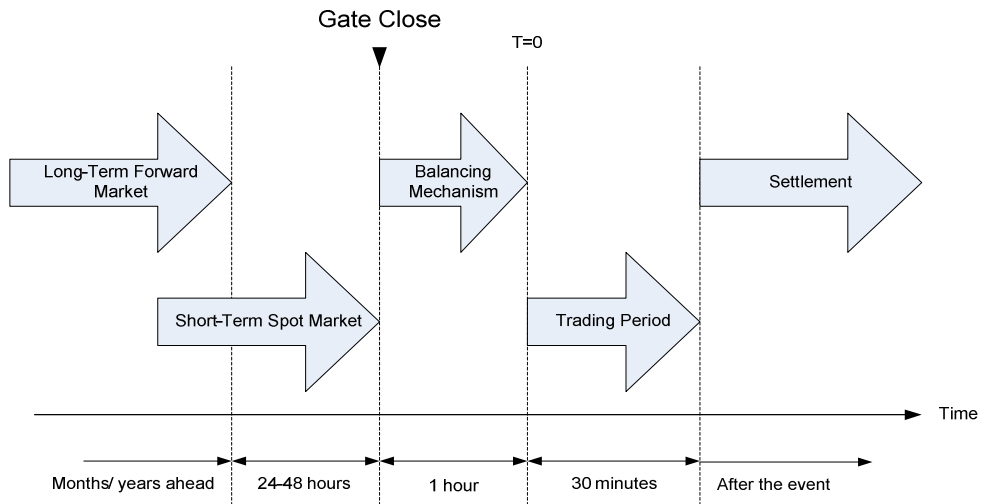 Gate Close
T=0
Long-Term Forward
Market
Balancing
Mechanism
Settlement
Short-Term Spot Market
Trading Period
Time
Months/ years ahead
24-48 hours
1 hour
30 minutes
After the event